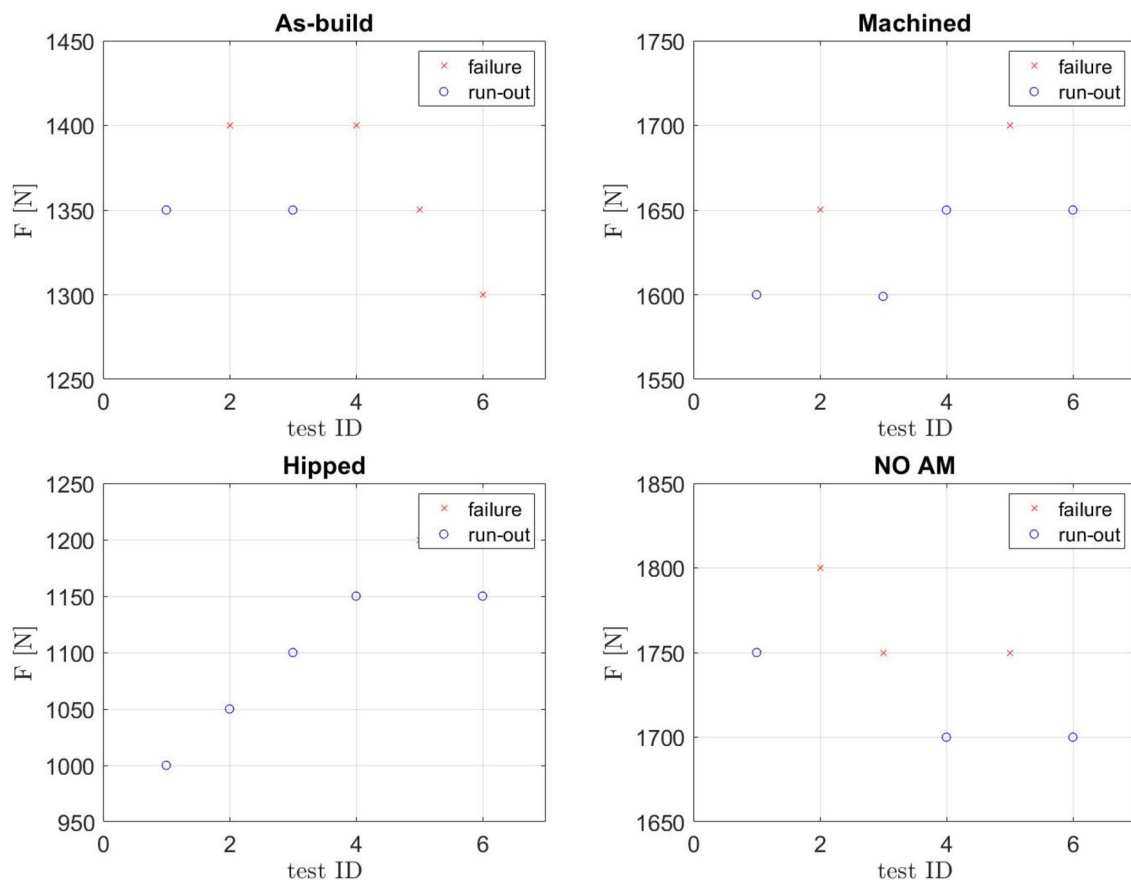 As-build
1450
1400
1350
1300
1250
F [N]
0
2
4
6
test ID
failure
run-out
Machined
1750
1700
1650
1600
1550
F [N]
0
2
4
6
test ID
failure
run-out
Hipped
1250
1200
1150
1100
1050
1000
950
F [N]
0
2
4
6
test ID
failure
run-out
NO AM
1850
1800
1750
1700
1650
F [N]
0
2
4
6
test ID
failure
run-out